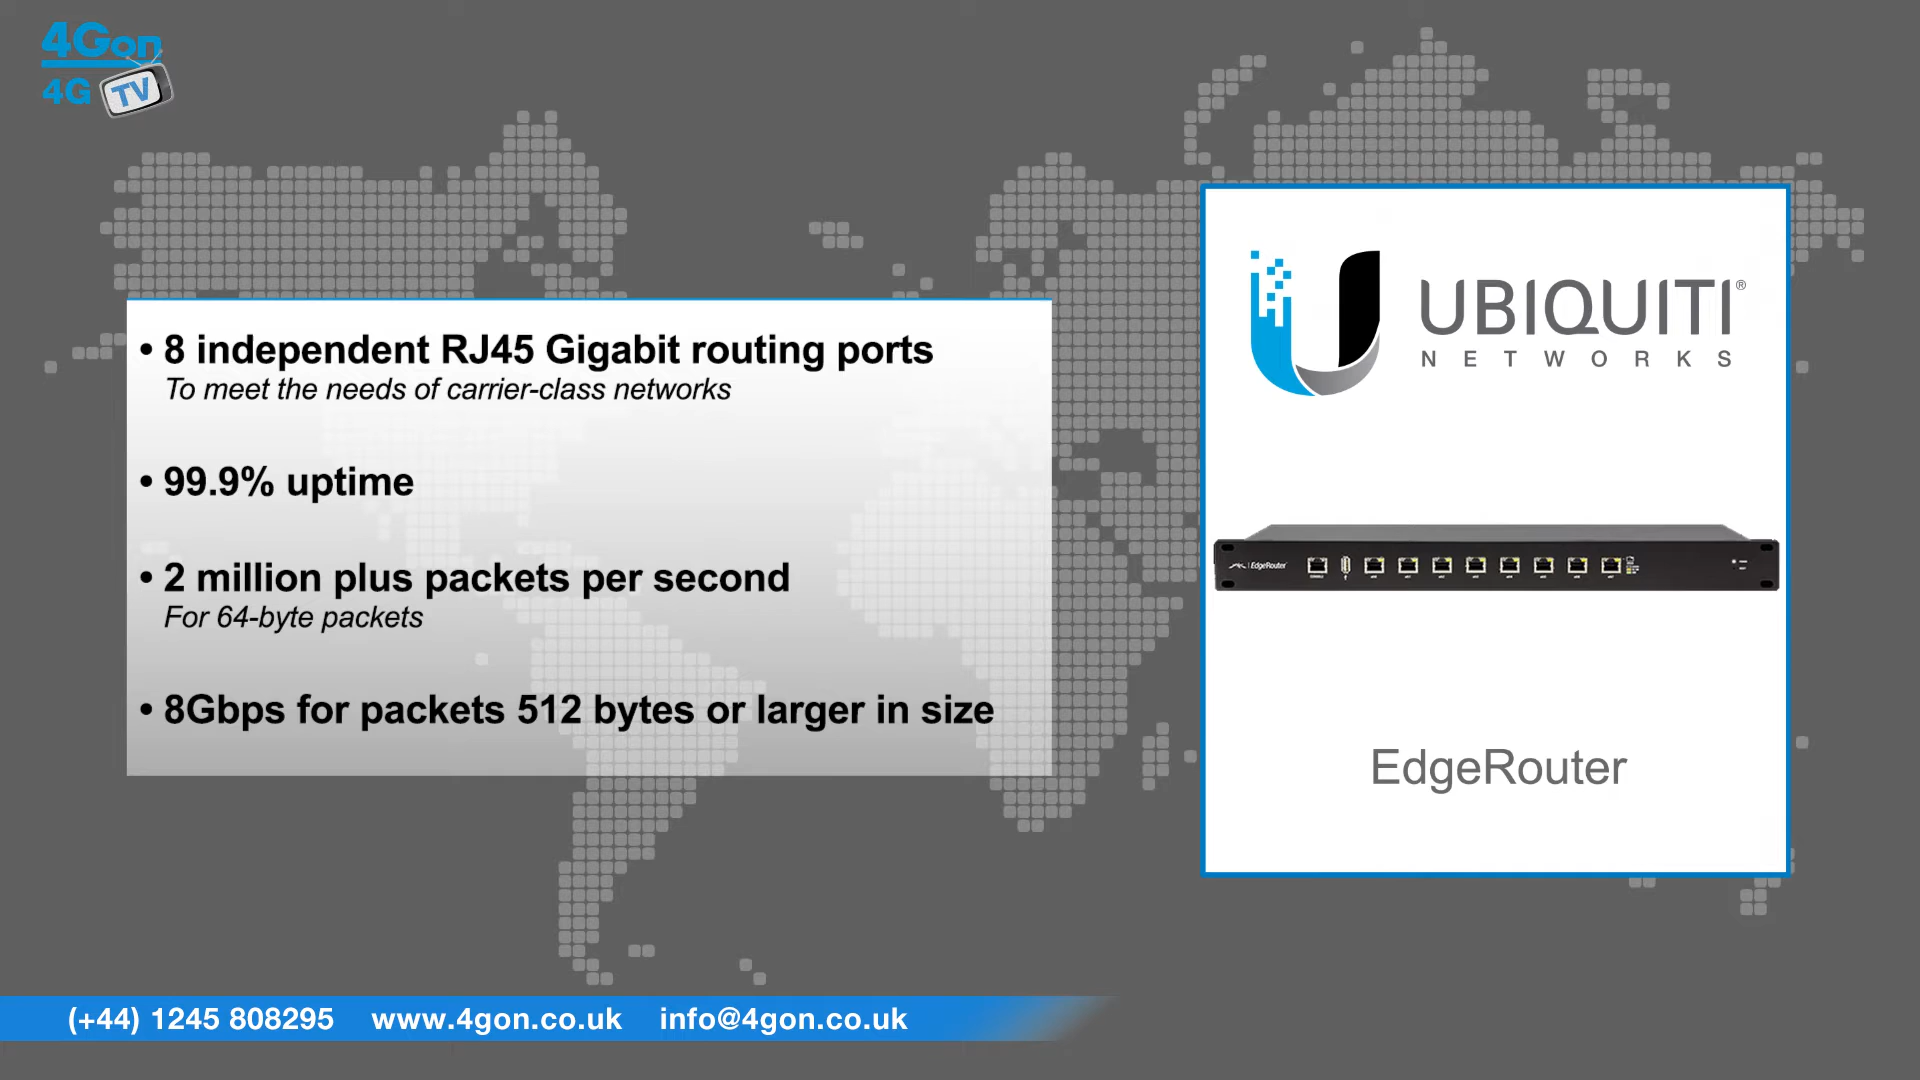 4Gon
4G TV
• 8 independent RJ45 Gigabit routing ports
To meet the needs of carrier-class networks
• 99.9% uptime
• 2 million plus packets per second
For 64-byte packets
• 8Gbps for packets 512 bytes or larger in size
UBIQUITI®
NETWORKS
EdgeRouter
EdgeRouter
(+44) 1245 808295 www.4gon.co.uk info@4gon.co.uk